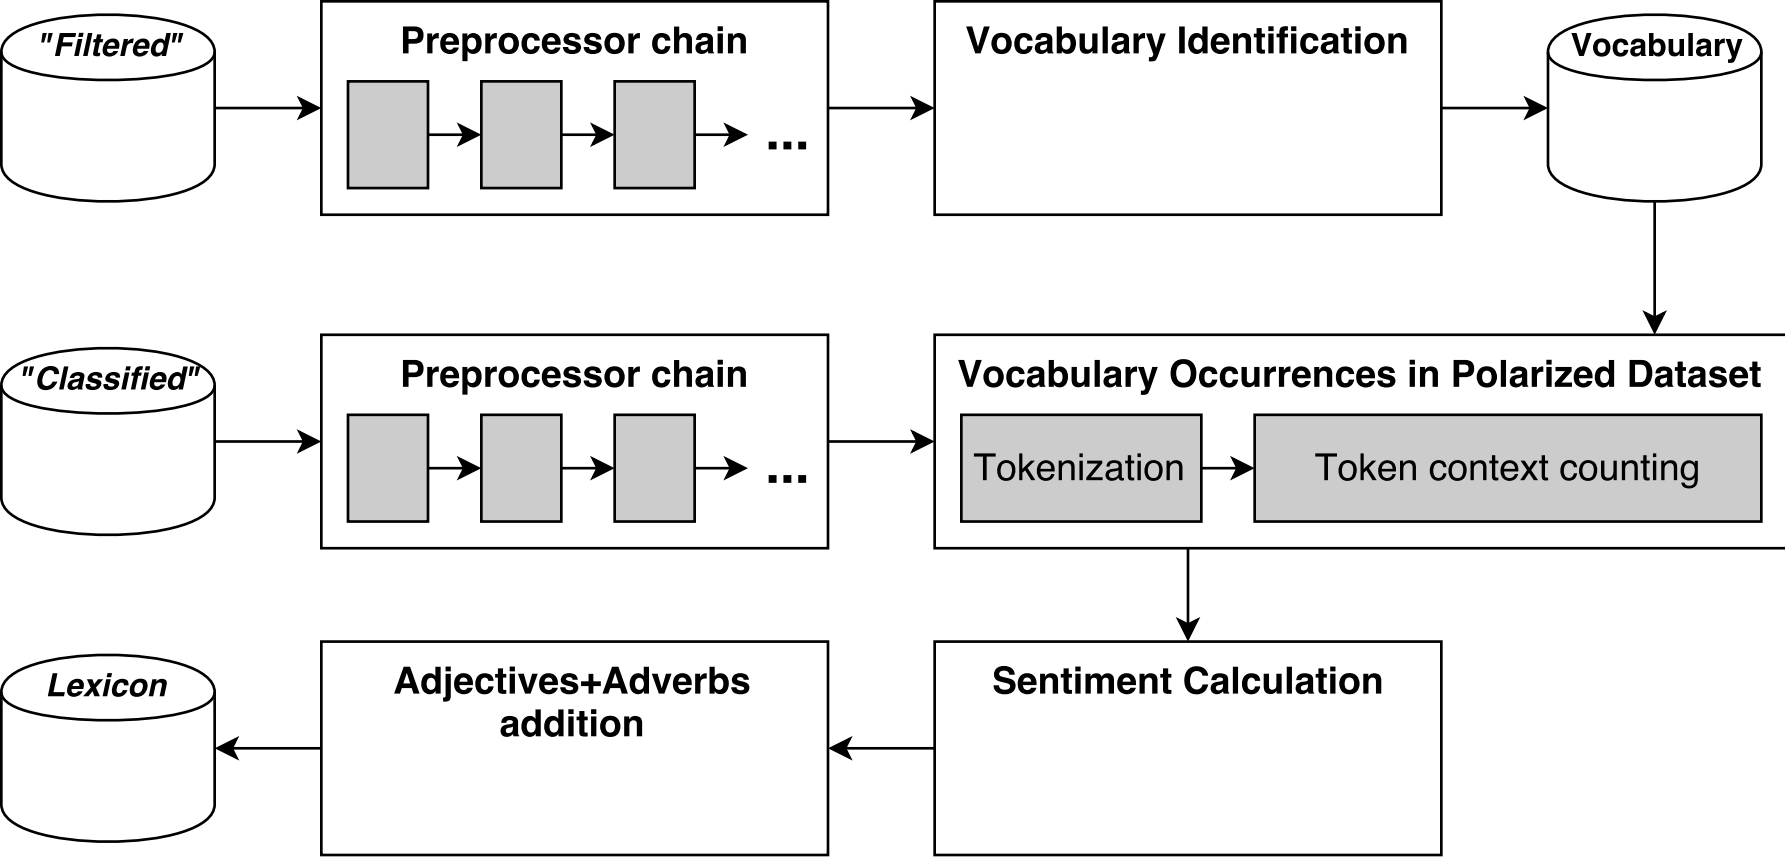 "Filtered"
Preprocessor chain
...
Vocabulary Identification
Vocabulary
"Classified"
Preprocessor chain
...
Vocabulary Occurrences in Polarized Dataset
Tokenization
Token context counting
Lexicon
Adjectives+Adverbs
addition
Sentiment Calculation